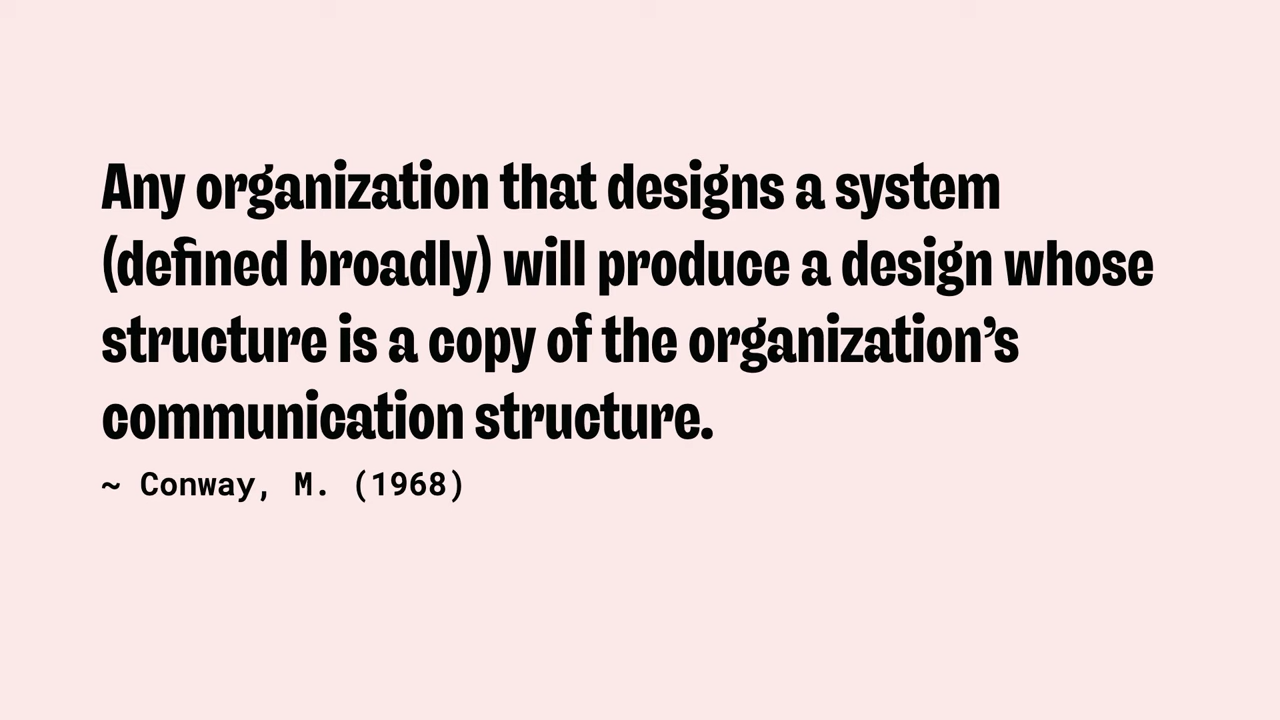 Any organization that designs a system
(defined broadly) will produce a design whose
structure is a copy of the organization’s
communication structure.
~ Conway, M. (1968)